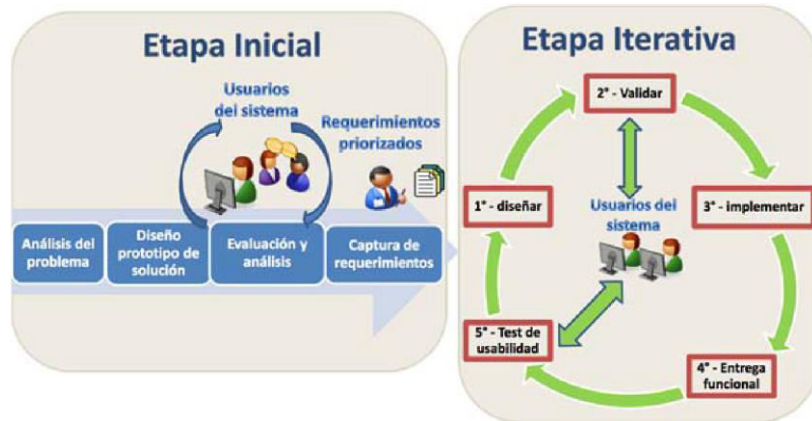 Etapa Inicial
Usuarios
del sistema
Requerimientos
priorizados
Análisis del
problema
Diseño
prototipo de
solución
Evaluación y
análisis
Captura de
requerimientos
Etapa Iterativa
2° - Validar
1° - diseñar
Usuarios del
sistema
3° - implementar
5° - Test de
usabilidad
4° - Entrega
funcional